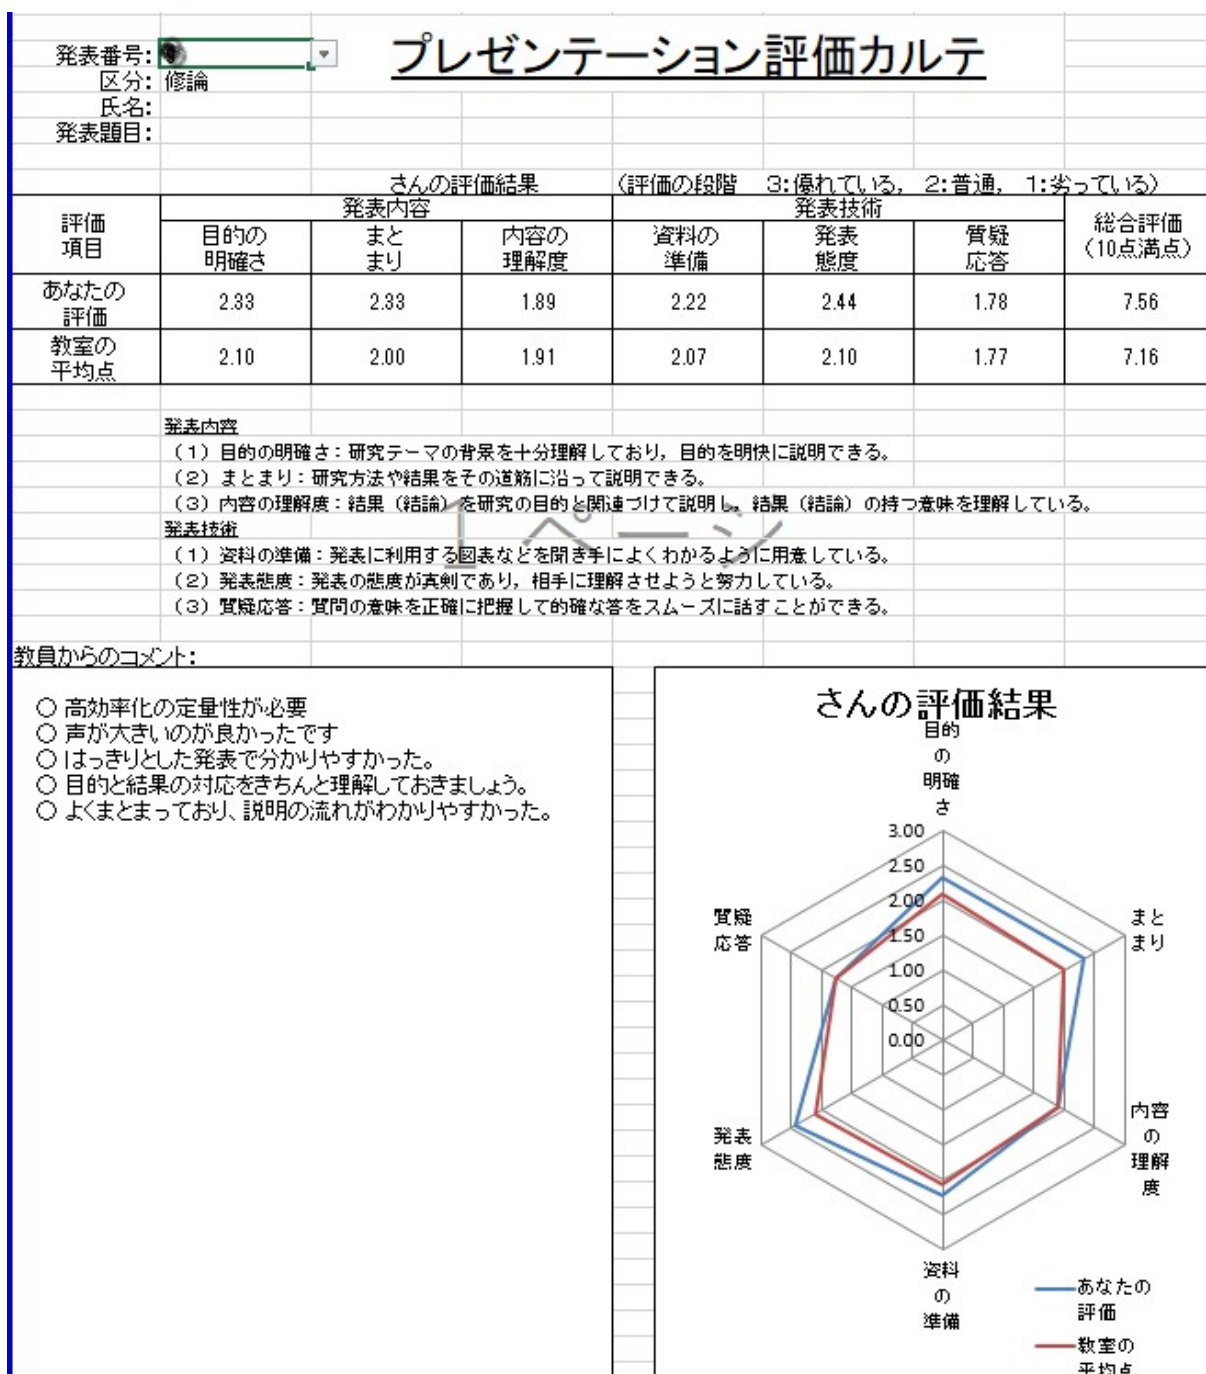 プレゼンテーション評価カルテ
発表番号:
区分: 修論
氏名:
発表題目:
さんの評価結果 (評価の段階 3:優れている, 2:普通, 1:劣っている)
評価項目 発表内容 発表技術 総合評価(10点満点)
目的の明確さ まとまり 内容の理解度 資料の準備 発表態度 質疑応答
あなたの評価 2.33 2.33 1.89 2.22 2.44 1.78 7.56
教室の平均点 2.10 2.00 1.91 2.07 2.10 1.77 7.16
発表内容
(1)目的の明確さ:研究テーマの背景を十分理解しており,目的を明快に説明できる。
(2)まとまり:研究方法や結果をその道筋に沿って説明できる。
(3)内容の理解度:結果(結論)を研究の目的と関連づけて説明し,結果(結論)の持つ意味を理解している。
発表技術
(1)資料の準備:発表に利用する図表などを聞き手によくわかるように用意している。
(2)発表態度:発表の態度が真剣であり,相手に理解させようと努力している。
(3)質疑応答:質問の意味を正確に把握して的確な答をスムーズに話すことができる。
1 ページ
教員からのコメント:
○ 高効率化の定量性が必要
○ 声が大きいのが良かったです
○ はっきりとした発表で分かりやすかった。
○ 目的と結果の対応をきちんと理解しておきましょう。
○ よくまとまっており、説明の流れがわかりやすかった。
さんの評価結果
目的の明確さ
3.00
2.50
2.00
1.50
1.00
0.50
0.00
まとまり
内容の理解度
資料の準備
発表態度
質疑応答
あなたの評価
教室の平均点